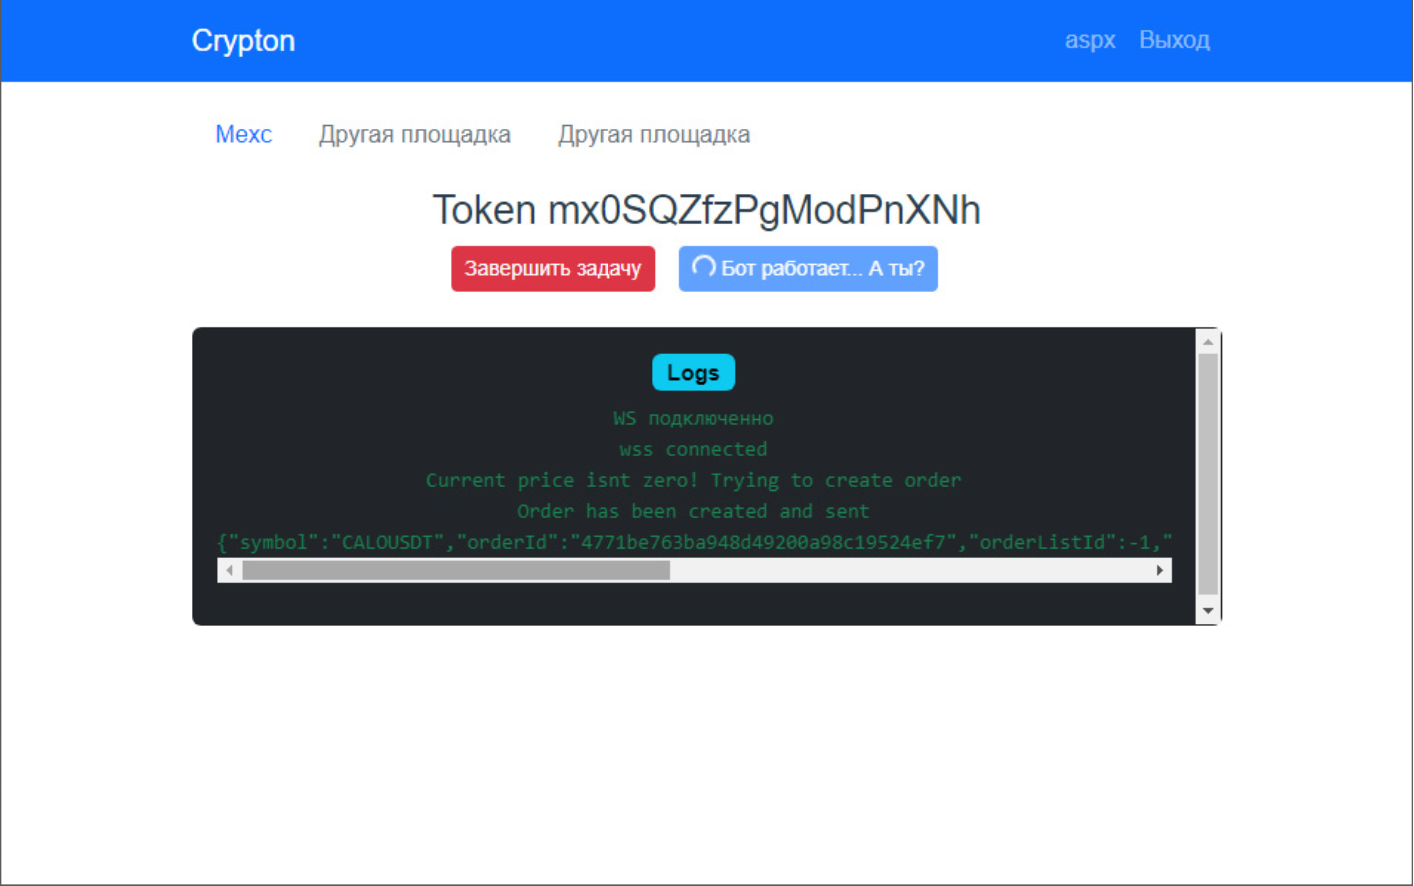 Crypton aspx Выход
Mexc Другая площадка Другая площадка
Token mx0SQZfzPgModPnXNh
Завершить задачу Бот работает... А ты?
Logs
WS подключенно
wss connected
Current price isnt zero! Trying to create order
Order has been created and sent
{"symbol":"CALOUSDT","orderId":"4771be763ba948d49200a98c19524ef7","orderListId":-1,"